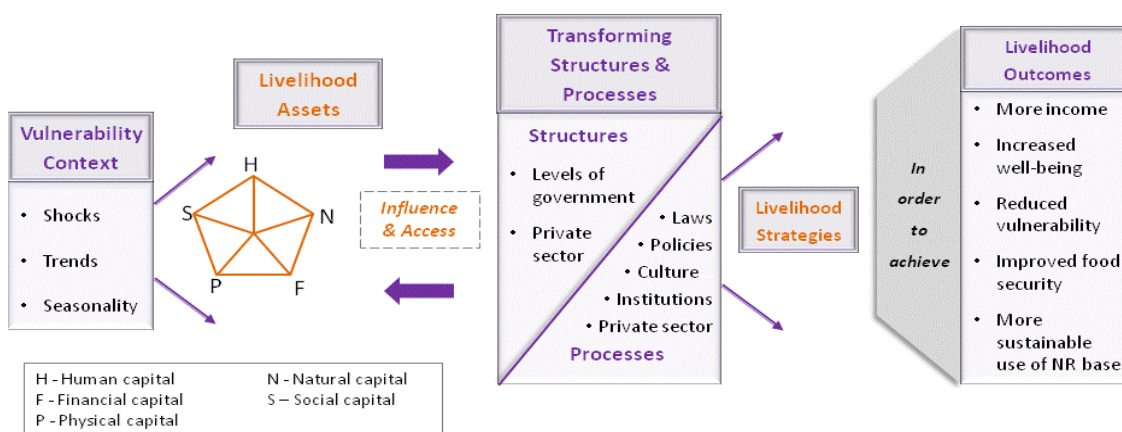 Vulnerability
Context
• Shocks
• Trends
• Seasonality
Livelihood
Assets
H
S
N
P
F
Influence
& Access
Transforming
Structures &
Processes
Structures
• Levels of
government
• Private
sector
• Laws
• Policies
• Culture
• Institutions
• Private sector
Processes
Livelihood
Strategies
In
order
to
achieve
Livelihood
Outcomes
• More income
• Increased
well-being
• Reduced
vulnerability
• Improved food
security
• More
sustainable
use of NR base
H - Human capital
F - Financial capital
P - Physical capital
N - Natural capital
S – Social capital